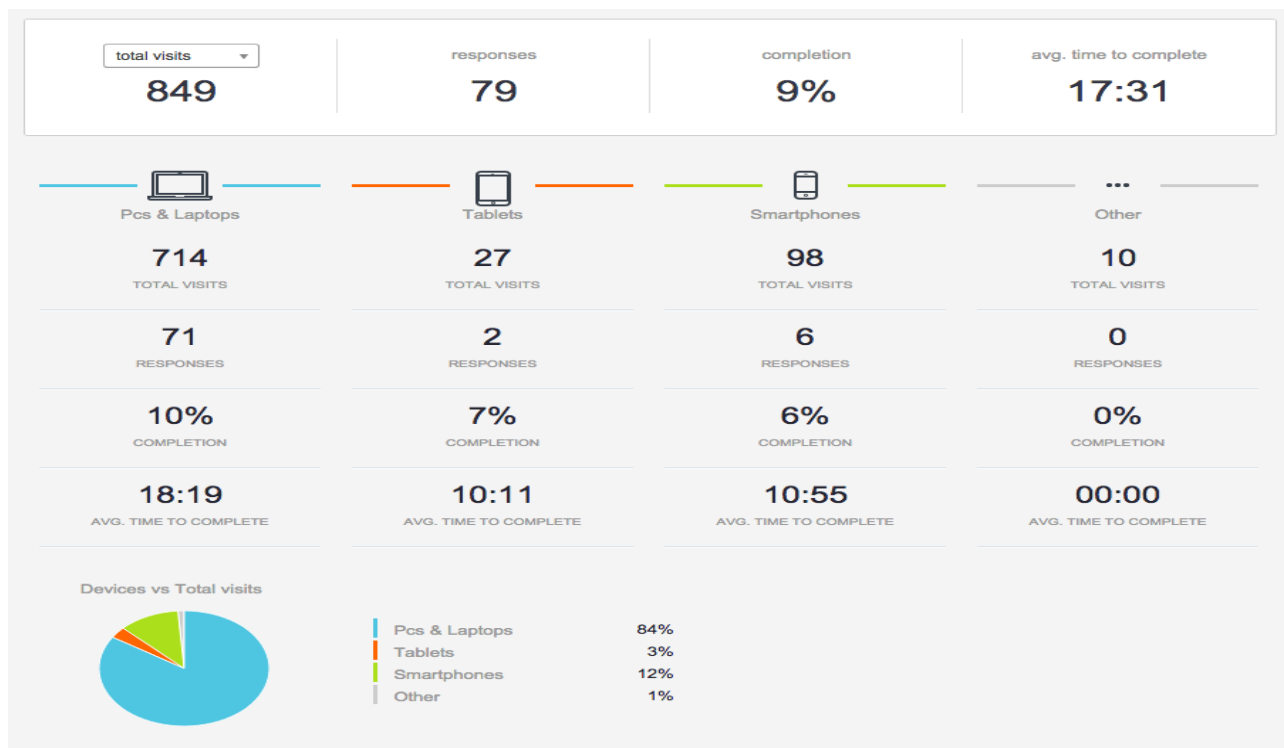 total visits responses completion avg. time to complete
849 79 9% 17:31
Pcs & Laptops Tablets Smartphones Other
714 27 98 10
TOTAL VISITS TOTAL VISITS TOTAL VISITS TOTAL VISITS
71 2 6 0
RESPONSES RESPONSES RESPONSES RESPONSES
10% 7% 6% 0%
COMPLETION COMPLETION COMPLETION COMPLETION
18:19 10:11 10:55 00:00
AVG. TIME TO COMPLETE AVG. TIME TO COMPLETE AVG. TIME TO COMPLETE AVG. TIME TO COMPLETE
Devices vs Total visits
Pcs & Laptops 84%
Tablets 3%
Smartphones 12%
Other 1%